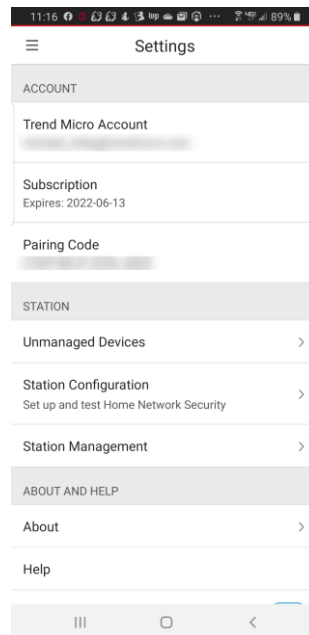 11:16 89%
Settings
ACCOUNT
Trend Micro Account
Subscription
Expires: 2022-06-13
Pairing Code
STATION
Unmanaged Devices
Station Configuration
Set up and test Home Network Security
Station Management
ABOUT AND HELP
About
Help